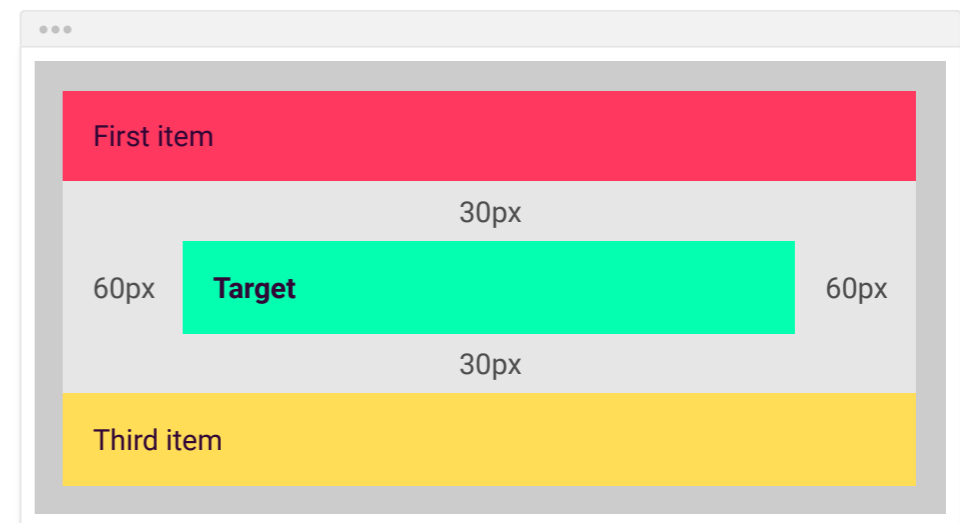 First item
30px
60px
Target
60px
30px
Third item